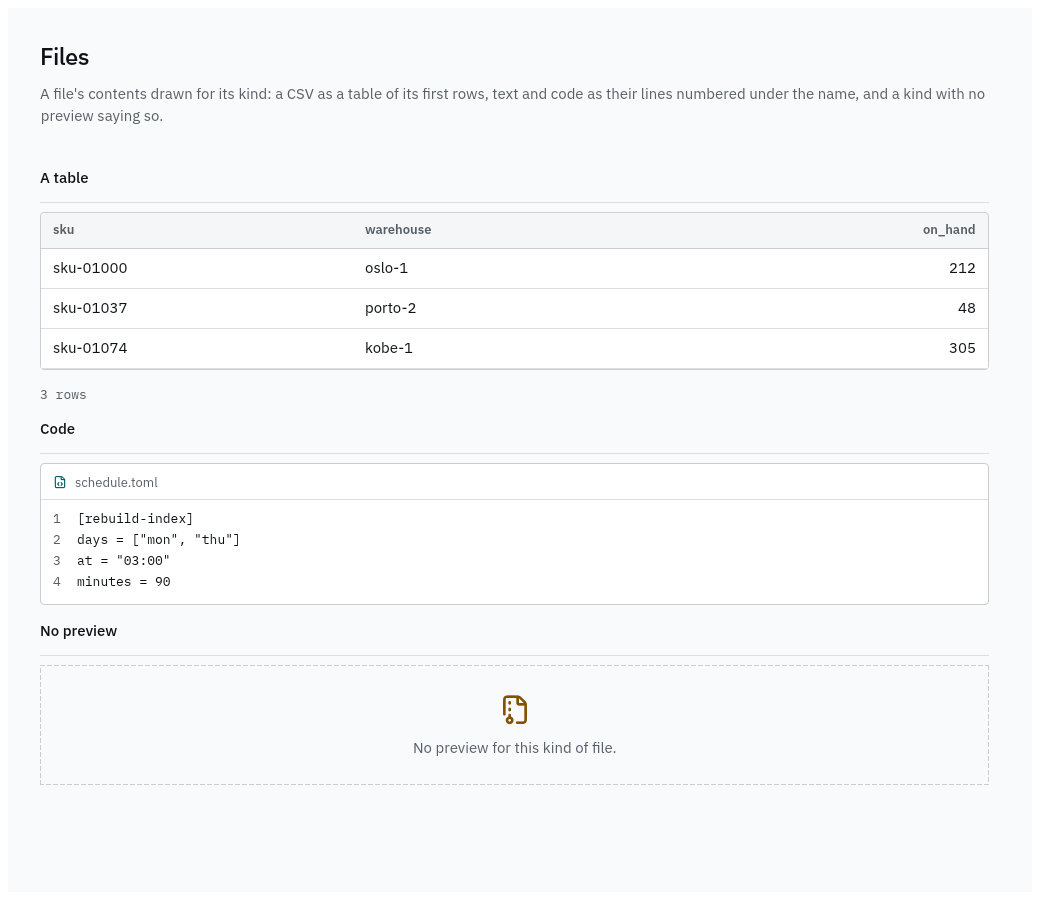 Files
A file's contents drawn for its kind: a CSV as a table of its first rows, text and code as their lines numbered under the name, and a kind with no
preview saying so.
A table
sku warehouse on_hand
sku-01000 oslo-1 212
sku-01037 porto-2 48
sku-01074 kobe-1 305
3 rows
Code
schedule.toml
1 [rebuild-index]
2 days = ["mon", "thu"]
3 at = "03:00"
4 minutes = 90
No preview
No preview for this kind of file.